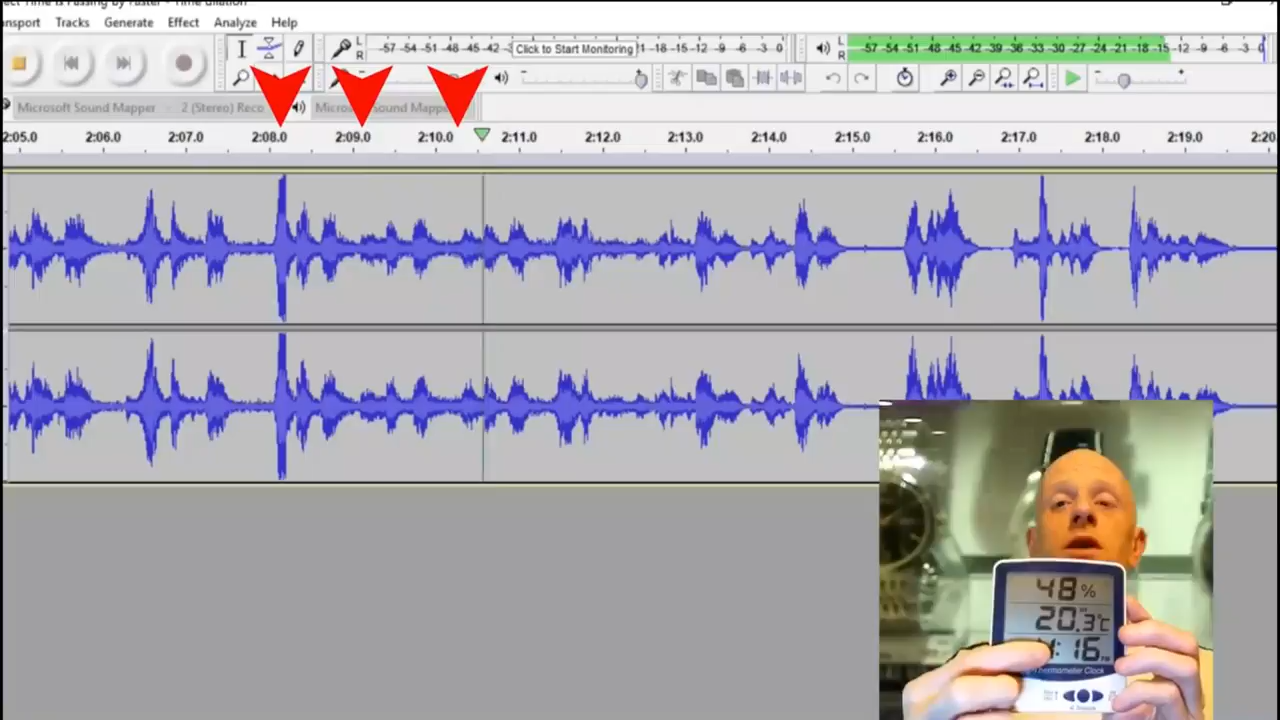 Tracks Generate Effect Analyze Help
L
R
-57 -54 -51 -48 -45 -42 Click to Start Monitoring -18 -15 -12 -9 -6 -3 0
L
R
-57 -54 -51 -48 -45 -42 -39 -36 -33 -30 -27 -24 -21 -18 -15 -12 -9 -6 -3 0
Microsoft Sound Mapper 2 (Stereo) Reco
2:05.0 2:06.0 2:07.0 2:08.0 2:09.0 2:10.0 2:11.0 2:12.0 2:13.0 2:14.0 2:15.0 2:16.0 2:17.0 2:18.0 2:19.0 2:20
48%
20.3°C
:16
Thermometer Clock